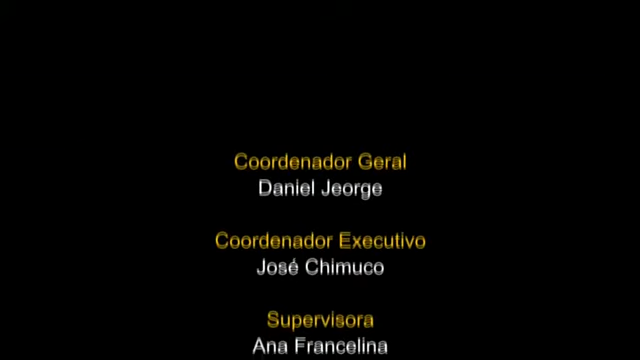 Coordenador Geral
Daniel Jeorge
Coordenador Executivo
José Chimuco
Supervisora
Ana Francelina